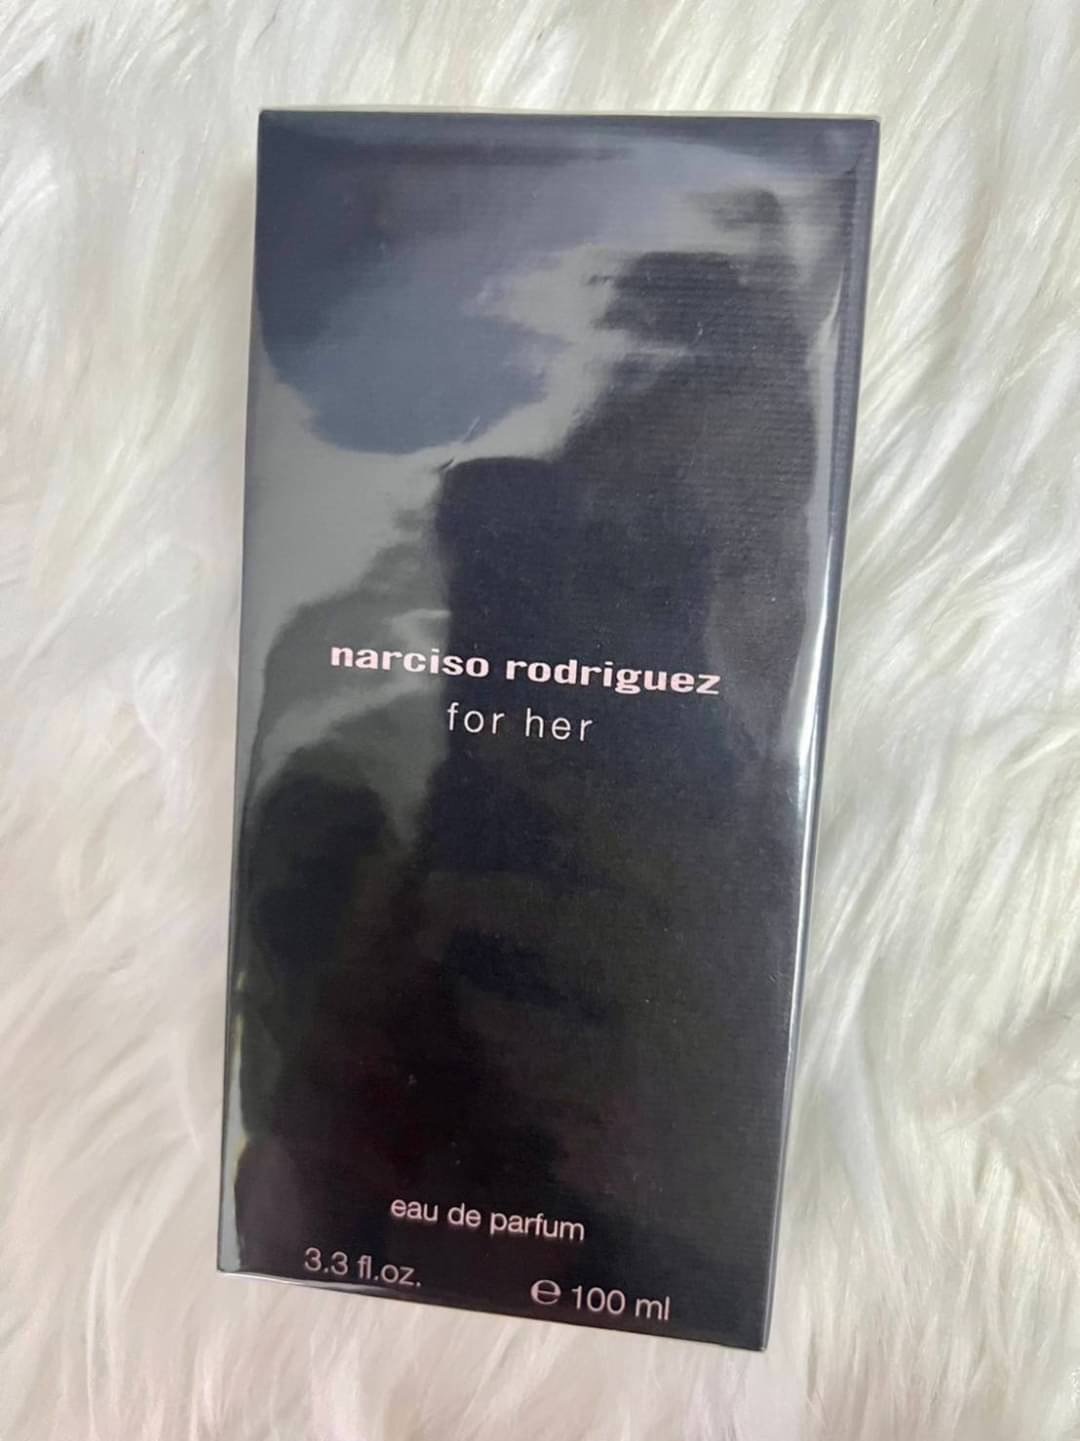 narciso rodriguez
for her
eau de parfum
3.3 fl.oz.
℮ 100 ml